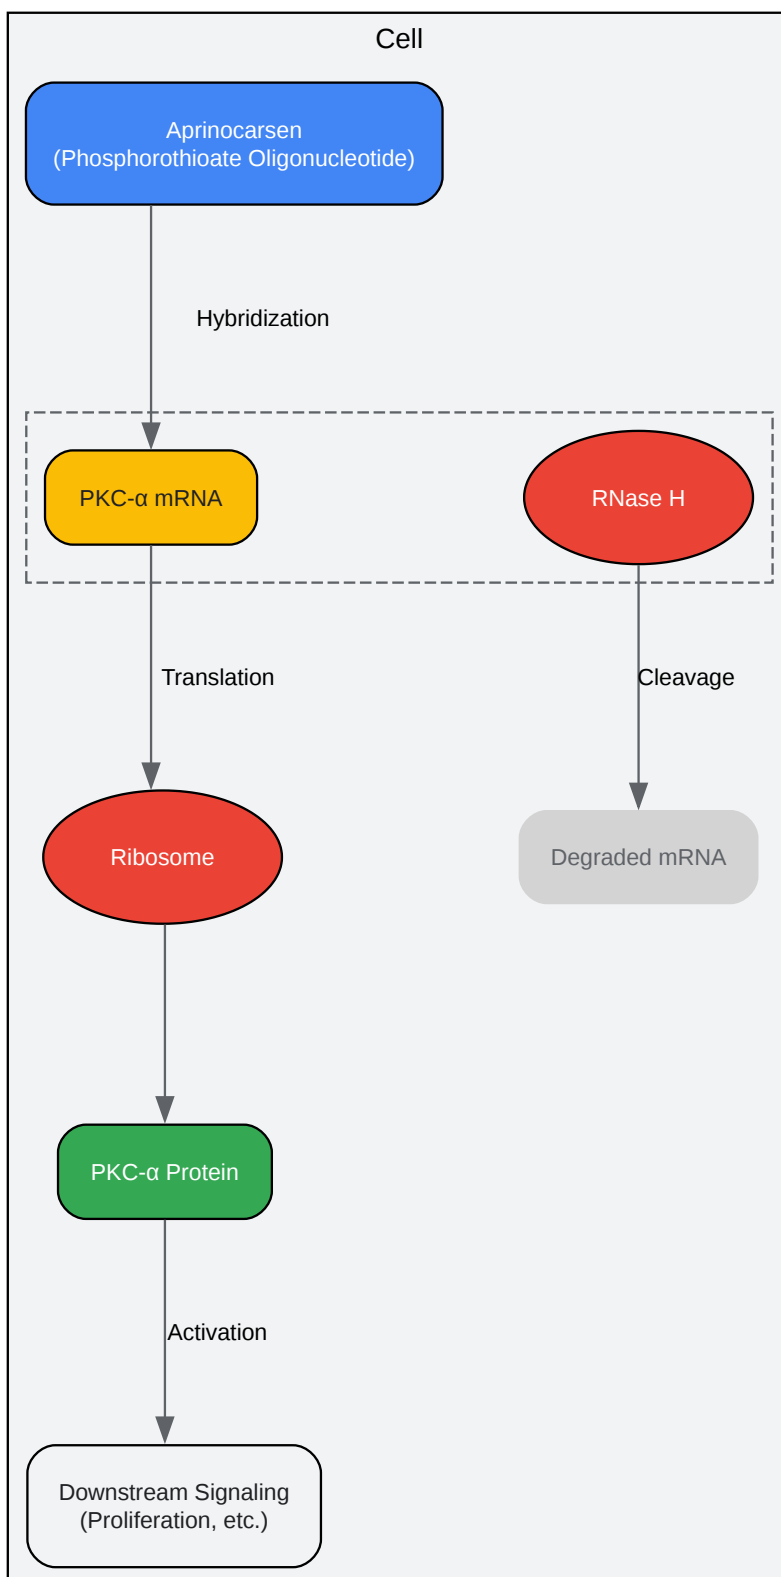 Cell
Aprinocarsen
(Phosphorothioate Oligonucleotide)
Hybridization
PKC-α mRNA
RNase H
Translation
Cleavage
Ribosome
Degraded mRNA
PKC-α Protein
Activation
Downstream Signaling
(Proliferation, etc.)